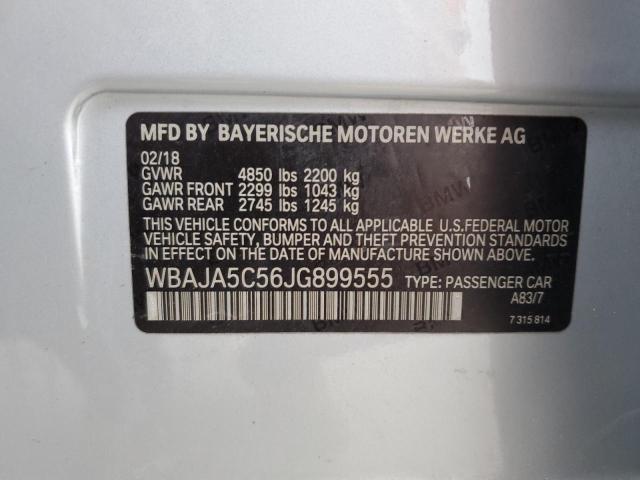 MFD BY BAYERISCHE MOTOREN WERKE AG
02/18
GVWR 4850 lbs 2200 kg
GAWR FRONT 2299 lbs 1043 kg
GAWR REAR 2745 lbs 1245 kg
THIS VEHICLE CONFORMS TO ALL APPLICABLE U.S.FEDERAL MOTOR
VEHICLE SAFETY, BUMPER AND THEFT PREVENTION STANDARDS
IN EFFECT ON THE DATE OF MANUFACTURE SHOWN ABOVE.
WBAJA5C56JG899555 TYPE: PASSENGER CAR
A83/7
7 315 814